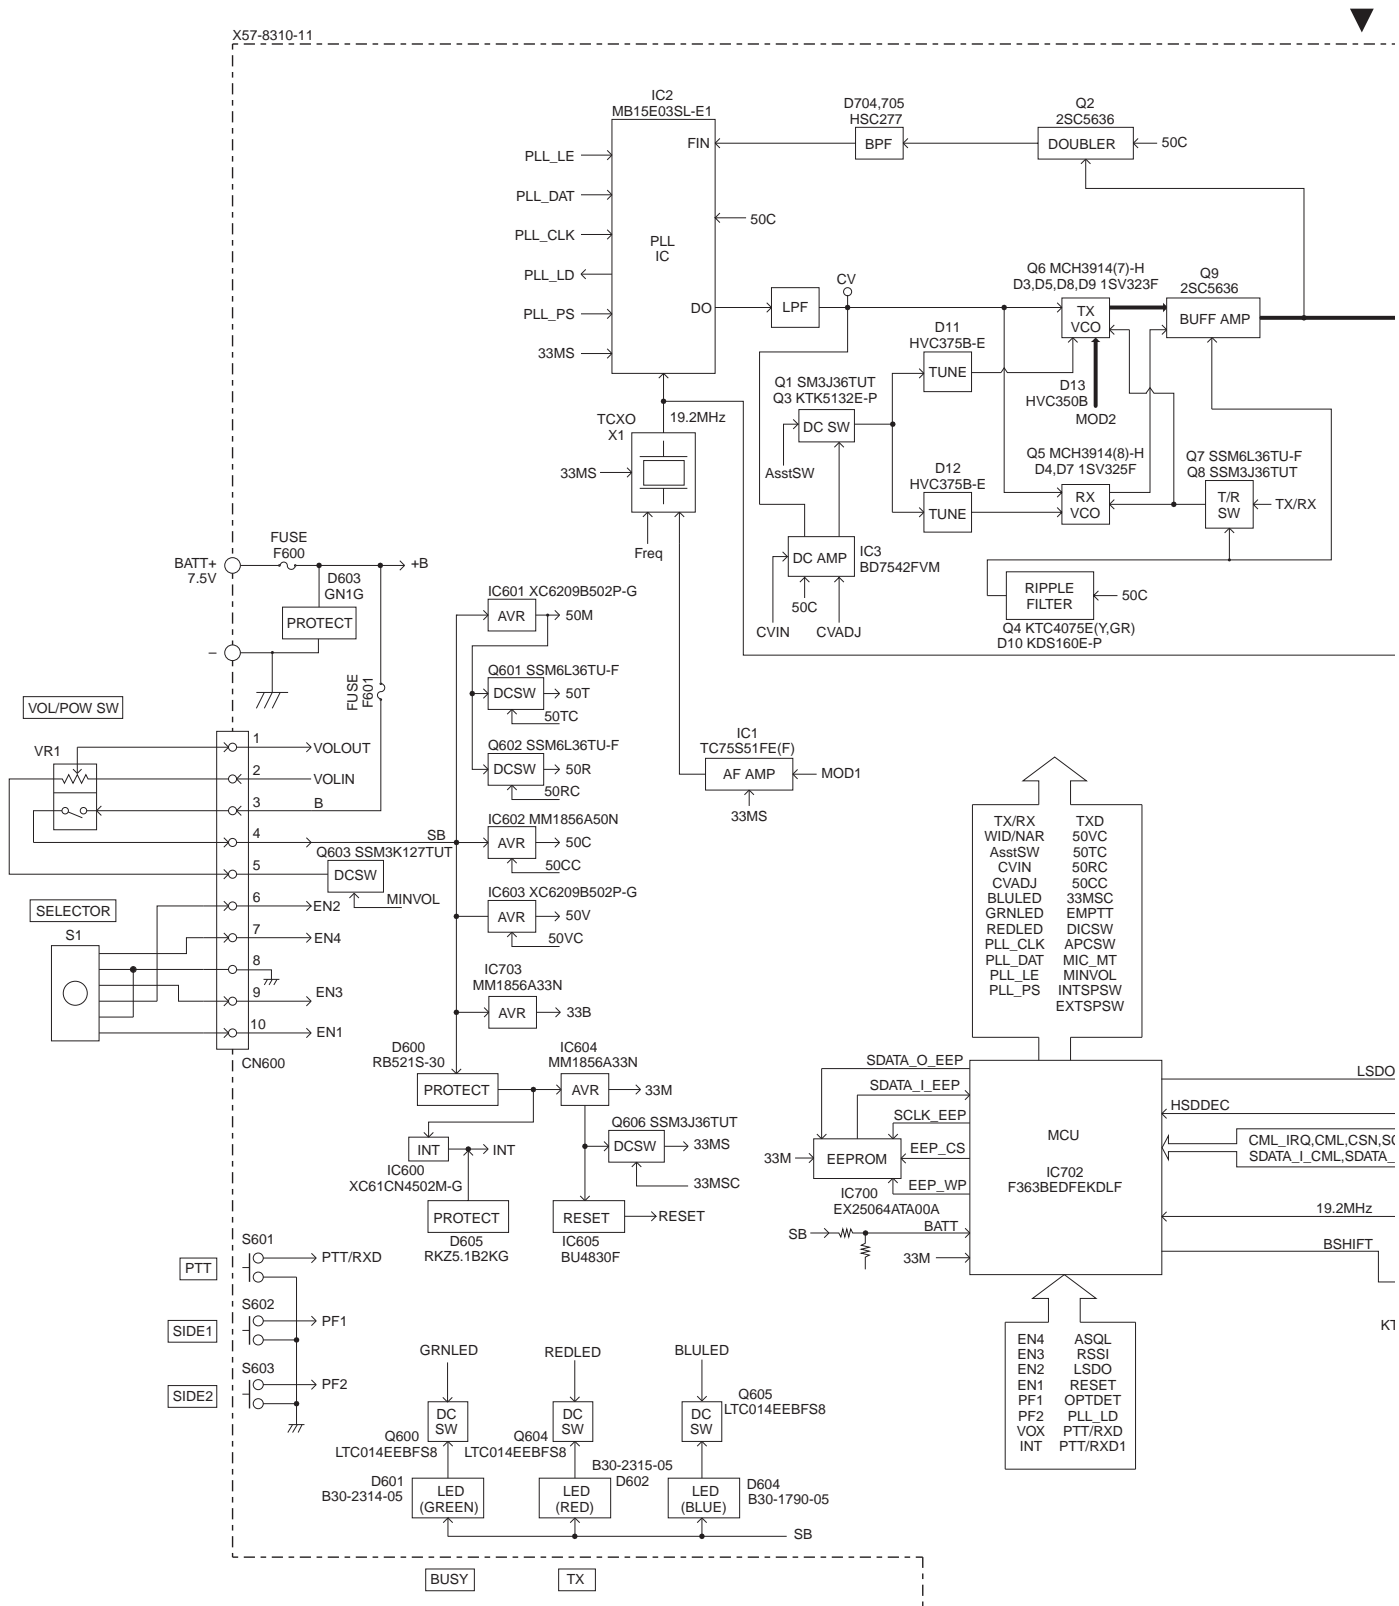 X57-8310-11
IC2
MB15E03SL-E1
FIN
PLL_LE
PLL_DAT
PLL_CLK
PLL_LD
PLL_PS
33MS
PLL
IC
50C
DO
D704,705
HSC277
BPF
Q2
2SC5636
DOUBLER
50C
LPF
CV
Q6 MCH3914(7)-H
D3,D5,D8,D9 1SV323F
TX
VCO
Q9
2SC5636
BUFF AMP
D11
HVC375B-E
TUNE
Q1 SM3J36TUT
Q3 KTK5132E-P
DC SW
AsstSW
D13
HVC350B
MOD2
TCXO
X1
19.2MHz
33MS
Freq
D12
HVC375B-E
TUNE
Q5 MCH3914(8)-H
D4,D7 1SV325F
RX
VCO
Q7 SSM6L36TU-F
Q8 SSM3J36TUT
T/R
SW
TX/RX
DC AMP
IC3
BD7542FVM
50C
CVIN
CVADJ
RIPPLE
FILTER
50C
Q4 KTC4075E(Y,GR)
D10 KDS160E-P
BATT+
7.5V
FUSE
F600
+B
D603
GN1G
PROTECT
–
FUSE
F601
IC601 XC6209B502P-G
AVR
50M
Q601 SSM6L36TU-F
DCSW
50T
50TC
Q602 SSM6L36TU-F
DCSW
50R
50RC
IC602 MM1856A50N
AVR
50C
50CC
IC603 XC6209B502P-G
AVR
50V
50VC
IC703
MM1856A33N
AVR
33B
IC1
TC75S51FE(F)
AF AMP
MOD1
33MS
VOL/POW SW
VR1
1
VOLOUT
2
VOLIN
3
B
4
SB
5
Q603 SSM3K127TUT
DCSW
MINVOL
6
EN2
7
EN4
8
9
EN3
10
EN1
CN600
SELECTOR
S1
D600
RB521S-30
PROTECT
IC604
MM1856A33N
AVR
33M
Q606 SSM3J36TUT
DCSW
33MS
33MSC
INT
INT
IC600
XC61CN4502M-G
PROTECT
D605
RKZ5.1B2KG
RESET
RESET
IC605
BU4830F
TX/RX TXD
WID/NAR 50VC
AsstSW 50TC
CVIN 50RC
CVADJ 50CC
BLULED 33MSC
GRNLED EMPTT
REDLED DICSW
PLL_CLK APCSW
PLL_DAT MIC_MT
PLL_LE MINVOL
PLL_PS INTSPSW
EXTSPSW
SDATA_O_EEP
SDATA_I_EEP
SCLK_EEP
EEP_CS
EEP_WP
33M
EEPROM
IC700
EX25064ATA00A
SB
BATT
33M
MCU
IC702
F363BEDFEKDLF
LSDO
HSDDEC
CML_IRQ,CML,CSN,SC
SDATA_I_CML,SDATA_
19.2MHz
BSHIFT
KT
EN4 ASQL
EN3 RSSI
EN2 LSDO
EN1 RESET
PF1 OPTDET
PF2 PLL_LD
VOX PTT/RXD
INT PTT/RXD1
PTT
S601
PTT/RXD
SIDE1
S602
PF1
SIDE2
S603
PF2
GRNLED
REDLED
BLULED
DC
SW
Q600
LTC014EEBFS8
DC
SW
Q604
LTC014EEBFS8
DC
SW
Q605
LTC014EEBFS8
D601
B30-2314-05
LED
(GREEN)
B30-2315-05
D602
LED
(RED)
LED
(BLUE)
D604
B30-1790-05
SB
BUSY
TX